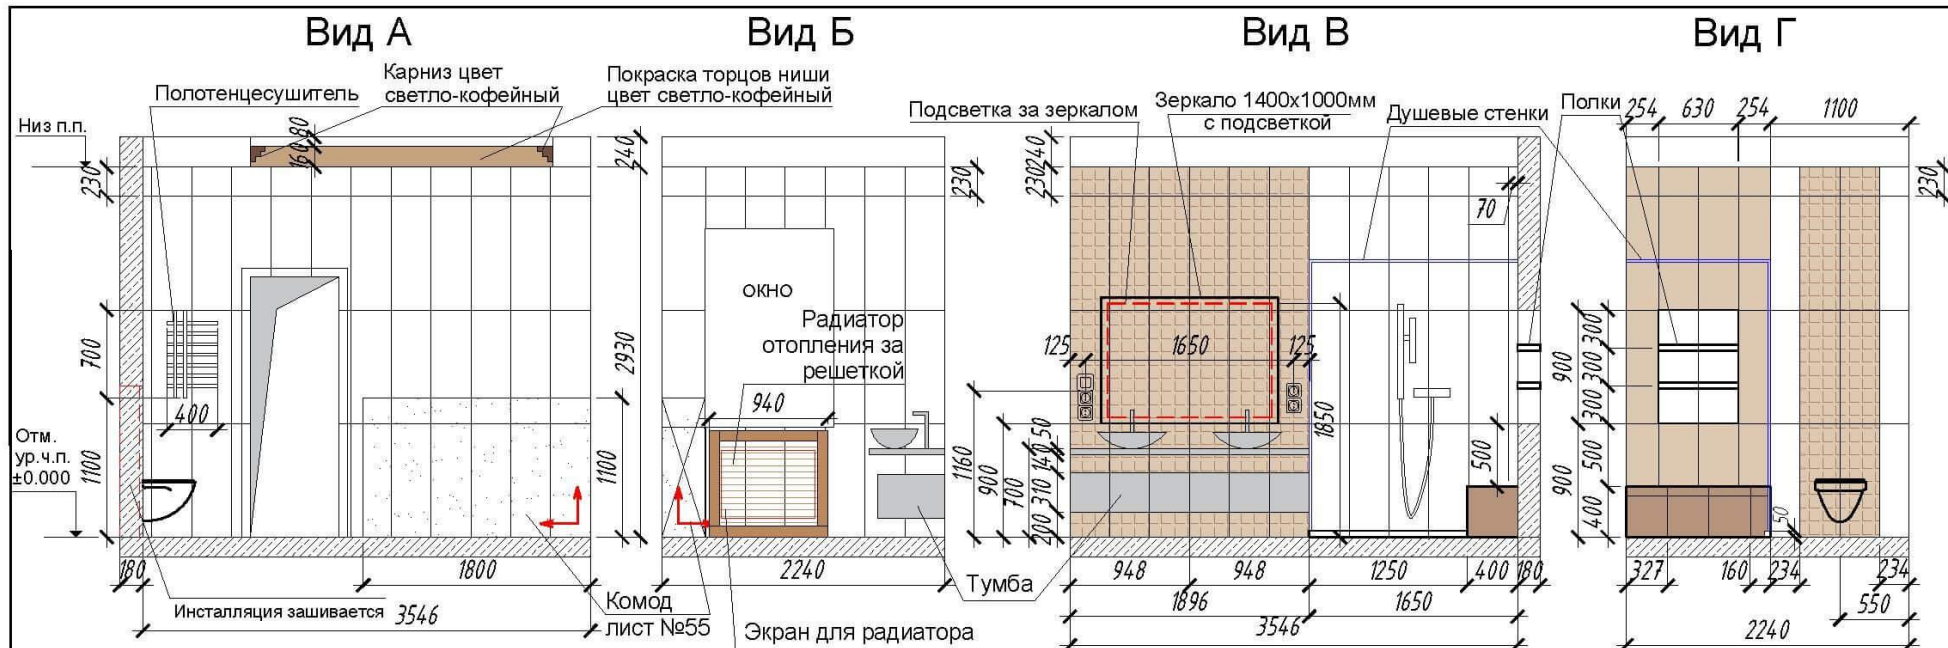 Вид А
Вид Б
Вид В
Вид Г
Полотенцесушитель
Карниз цвет
светло-кофейный
Покраска торцов ниши
цвет светло-кофейный
Низ п.п.
230
700
1100
Отм.
ур.ч.п.
±0.000
80
160
400
180
1800
Инсталляция зашивается
3546
240
2930
1100
Комод
лист №55
230
окно
Радиатор
отопления за
решеткой
940
2240
Экран для радиатора
Тумба
Подсветка за зеркалом
Зеркало 1400х1000мм
с подсветкой
Душевые стенки
Полки
240
230
70
125
1650
125
1850
1160
900
700
50
140
310
200
500
948
948
1250
400
180
1896
1650
3546
254
630
254
1100
230
900
900
300
300
300
500
400
50
327
160
234
234
550
2240